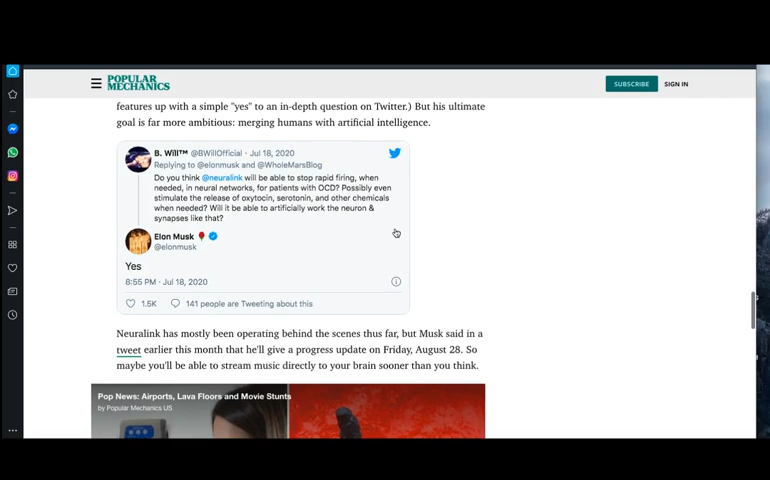 POPULAR
MECHANICS
SUBSCRIBE
SIGN IN
features up with a simple "yes" to an in-depth question on Twitter.) But his ultimate
goal is far more ambitious: merging humans with artificial intelligence.
B. Will™ @BWillOfficial · Jul 18, 2020
Replying to @elonmusk and @WholeMarsBlog
Do you think @neuralink will be able to stop rapid firing, when
needed, in neural networks, for patients with OCD? Possibly even
stimulate the release of oxytocin, serotonin, and other chemicals
when needed? Will it be able to artificially work the neuron &
synapses like that?
Elon Musk
@elonmusk
Yes
8:55 PM · Jul 18, 2020
1.5K
141 people are Tweeting about this
Neuralink has mostly been operating behind the scenes thus far, but Musk said in a
tweet earlier this month that he'll give a progress update on Friday, August 28. So
maybe you'll be able to stream music directly to your brain sooner than you think.
Pop News: Airports, Lava Floors and Movie Stunts
by Popular Mechanics US